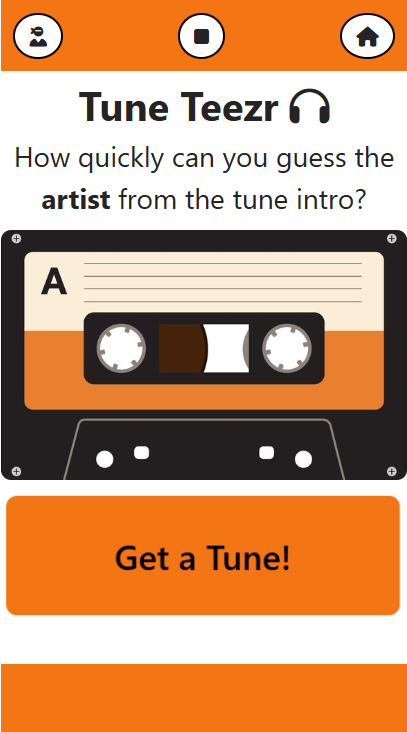 Tune Teezr
How quickly can you guess the
artist from the tune intro?
A
Get a Tune!